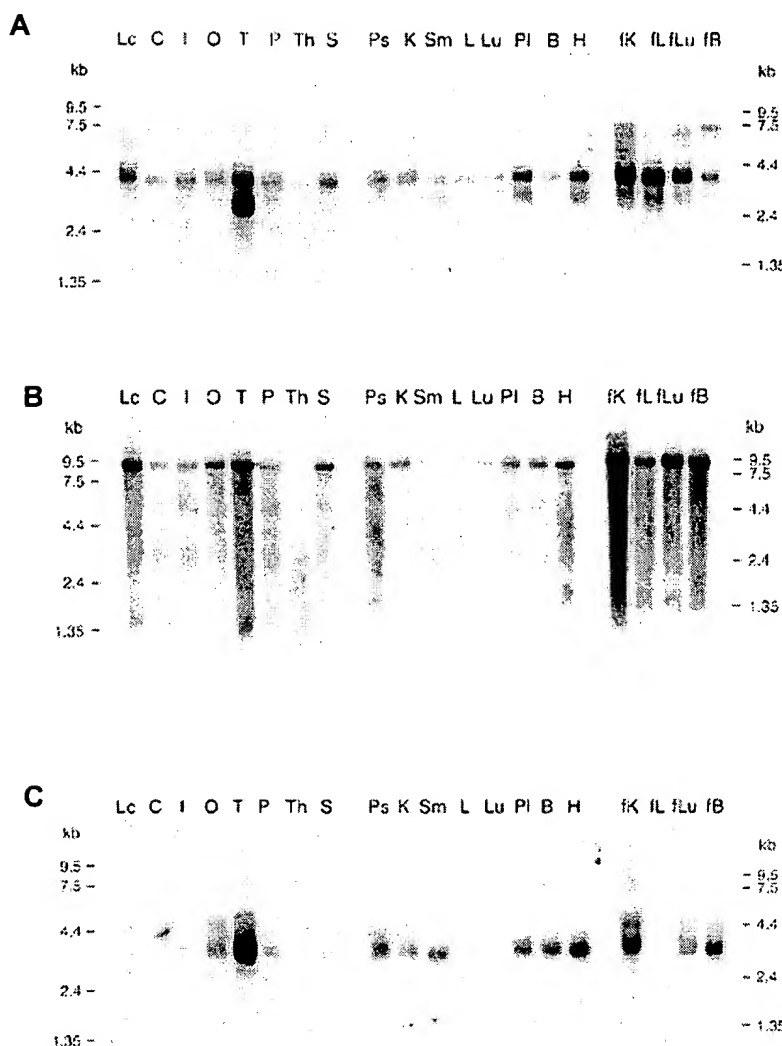 A
Lc C I O T P Th S Ps K Sm L Lu Pl B H fK fL fLu fB
kb kb
9.5 – – 9.5
7.5 – – 7.5
4.4 – – 4.4
2.4 – – 2.4
1.35 – – 1.35
B
Lc C I O T P Th S Ps K Sm L Lu Pl B H fK fL fLu fB
kb kb
9.5 – – 9.5
7.5 – – 7.5
4.4 – – 4.4
2.4 – – 2.4
1.35 – – 1.35
C
Lc C I O T P Th S Ps K Sm L Lu Pl B H fK fL fLu fB
kb kb
9.5 – – 9.5
7.5 – – 7.5
4.4 – – 4.4
2.4 – – 2.4
1.35 – – 1.35